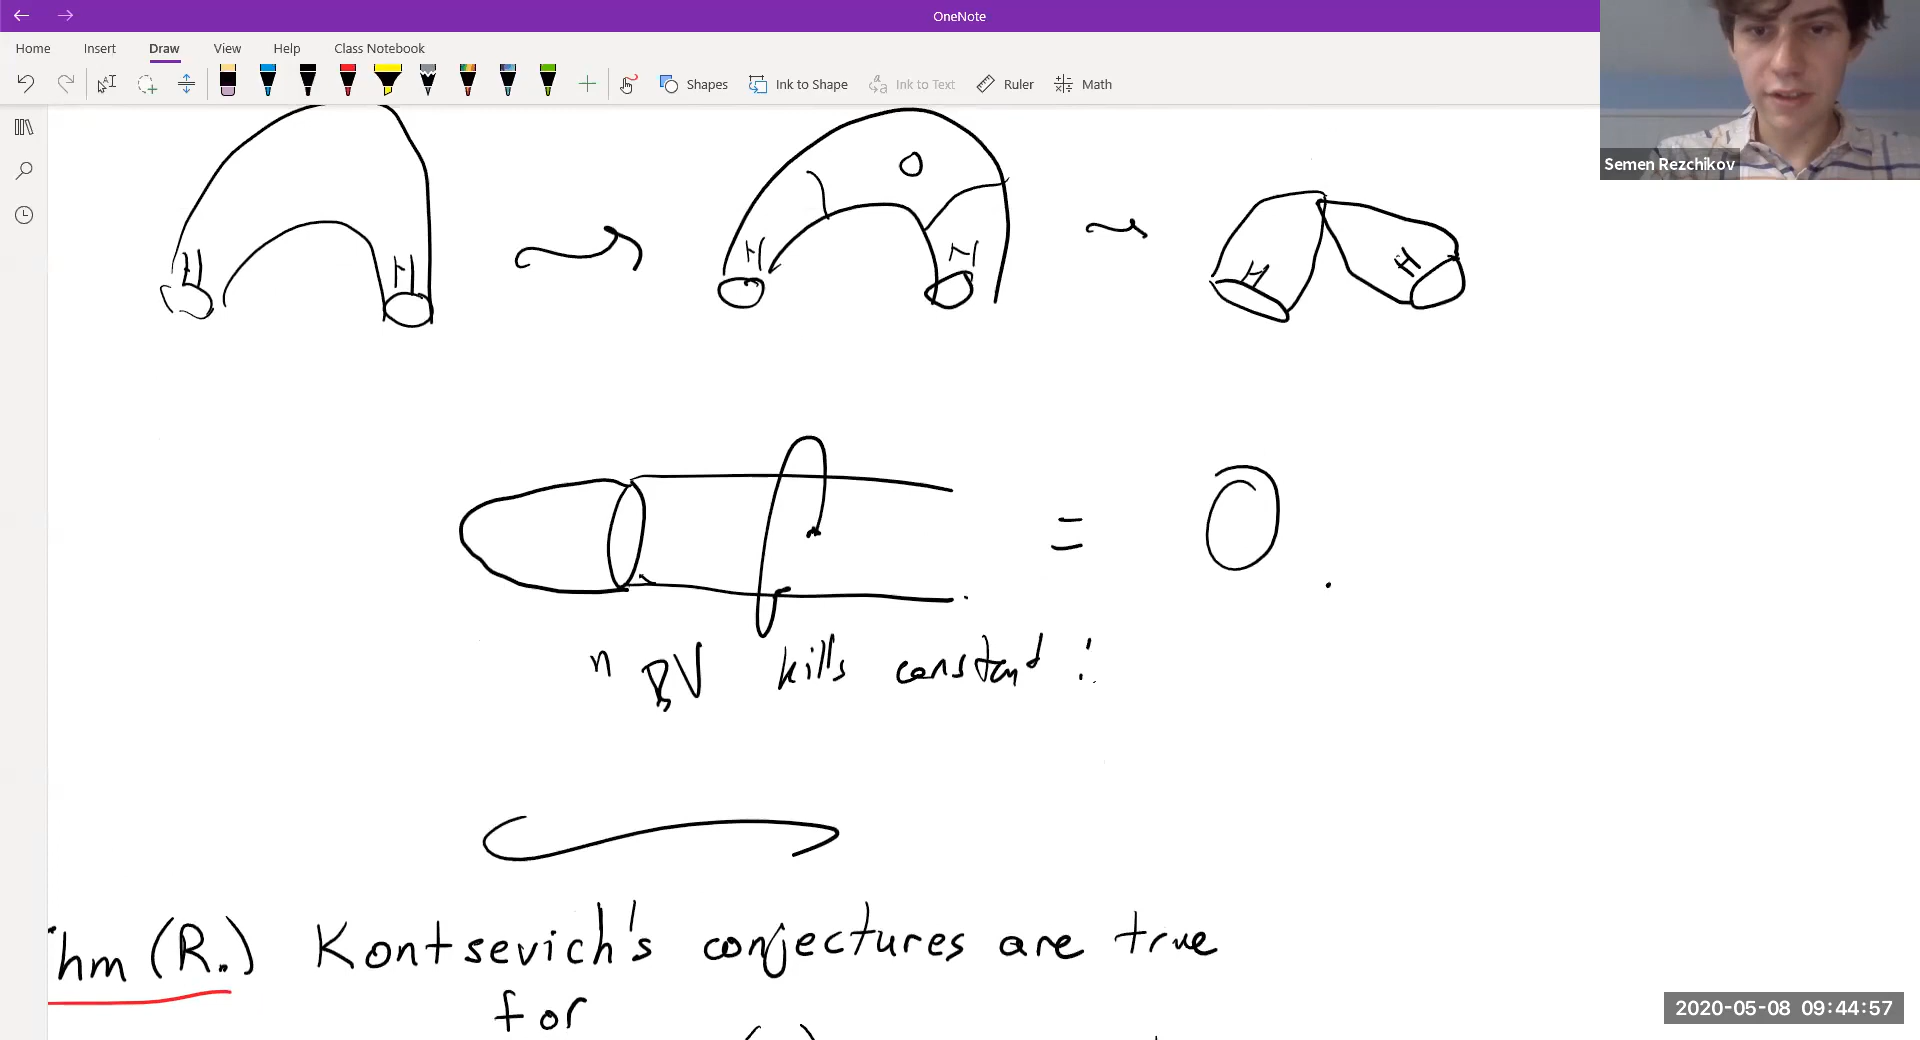 OneNote
Home Insert Draw View Help Class Notebook
Shapes Ink to Shape Ink to Text Ruler Math
Semen Rezchikov
H H H H H H
= 0.
" BV kills constant
hm (R.) Kontsevich's conjectures are true
for
2020-05-08 09:44:57